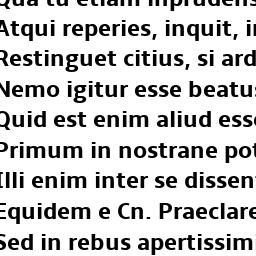 Qua tu etiam inprudens
Atqui reperies, inquit, in
Restinguet citius, si ard
Nemo igitur esse beatus
Quid est enim aliud esse
Primum in nostrane pot
Illi enim inter se dissent
Equidem e Cn. Praeclare
Sed in rebus apertissimi